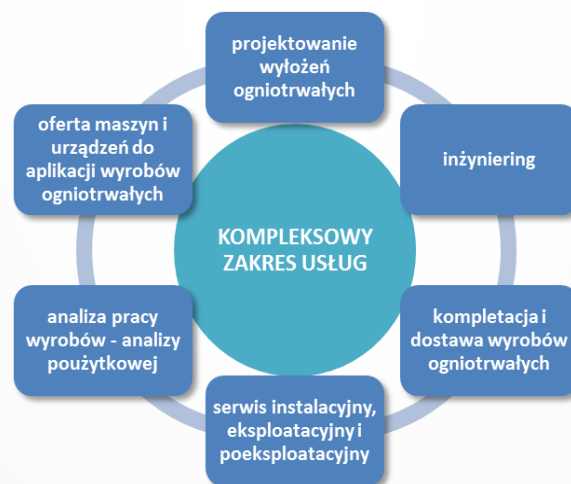 projektowanie
wyłożeń
ogniotrwałych
inżyniering
kompletacja i
dostawa wyrobów
ogniotrwałych
serwis instalacyjny,
eksploatacyjny i
poeksploatacyjny
analiza pracy
wyrobów - analizy
poużytkowej
oferta maszyn i
urządzeń do
aplikacji wyrobów
ogniotrwałych
KOMPLEKSOWY
ZAKRES USŁUG